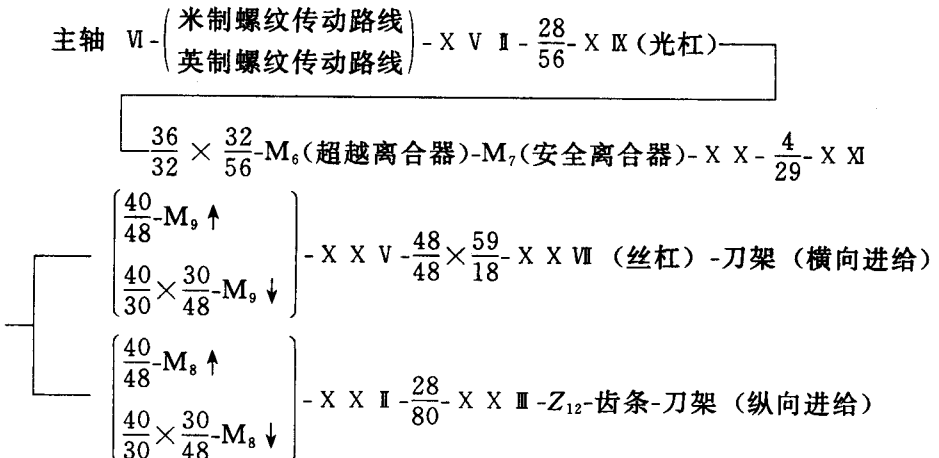 主轴 Ⅵ-(米制螺纹传动路线 / 英制螺纹传动路线)-ⅩⅤⅡ-28/56-ⅩⅨ(光杠)
36/32×32/56-M₆(超越离合器)-M₇(安全离合器)-ⅩⅩ-4/29-ⅩⅪ
40/48-M₉↑
40/30×30/48-M₉↓
-ⅩⅩⅤ-48/48×59/18-ⅩⅩⅦ(丝杠)-刀架(横向进给)
40/48-M₈↑
40/30×30/48-M₈↓
-ⅩⅩⅡ-28/80-ⅩⅩⅢ-Z₁₂-齿条-刀架(纵向进给)